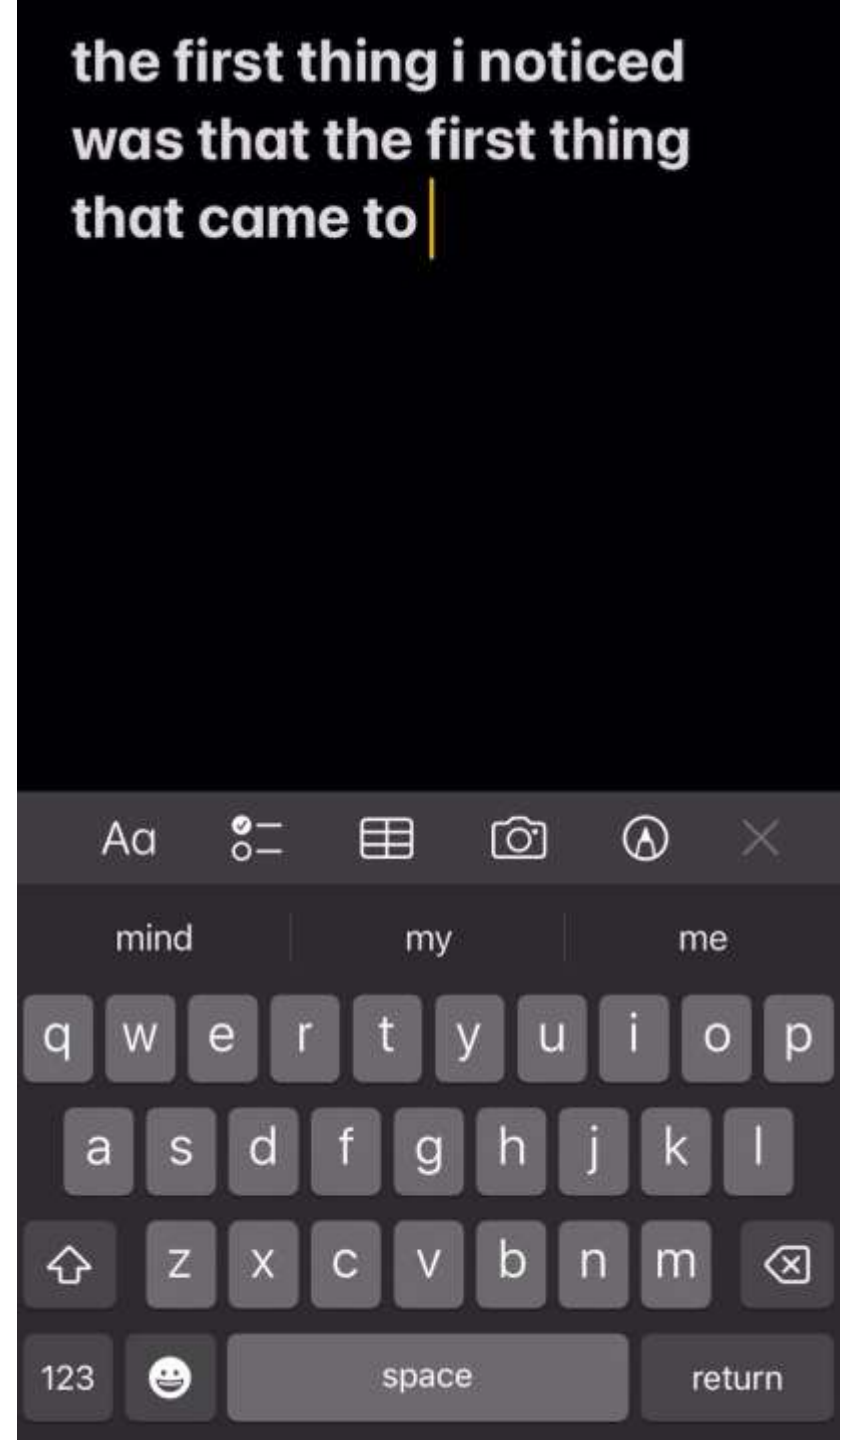 the first thing i noticed
was that the first thing
that came to
Aa
mind my me
q w e r t y u i o p
a s d f g h j k l
z x c v b n m
123 space return